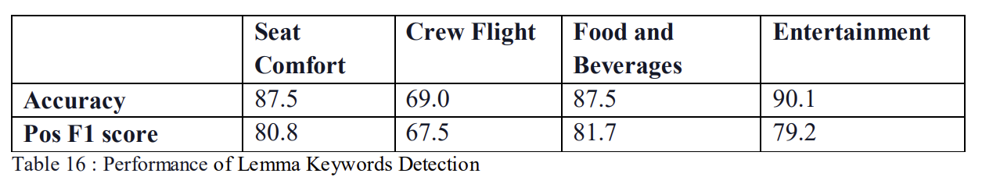 Seat Comfort Crew Flight Food and Beverages Entertainment
Accuracy 87.5 69.0 87.5 90.1
Pos F1 score 80.8 67.5 81.7 79.2
Table 16 : Performance of Lemma Keywords Detection